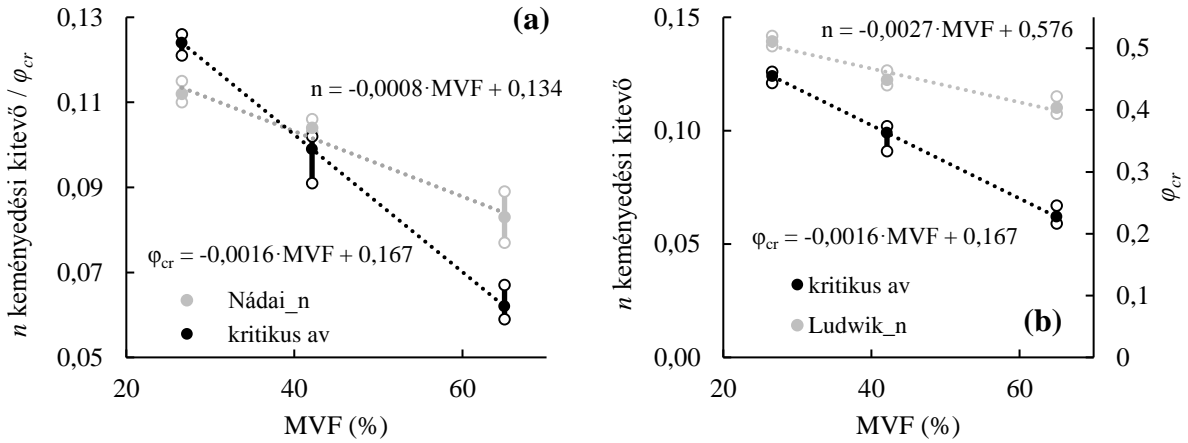 (a)
0,13
0,11
0,09
0,07
0,05
n keményedési kitevő / φcr
n = -0,0008·MVF + 0,134
φcr = -0,0016·MVF + 0,167
Nádai_n
kritikus av
20
40
60
MVF (%)
0,15
0,10
0,05
0,00
n keményedési kitevő
n = -0,0027·MVF + 0,576
φcr = -0,0016·MVF + 0,167
kritikus av
Ludwik_n
(b)
0,5
0,4
0,3
0,2
0,1
0
φcr
20
40
60
MVF (%)